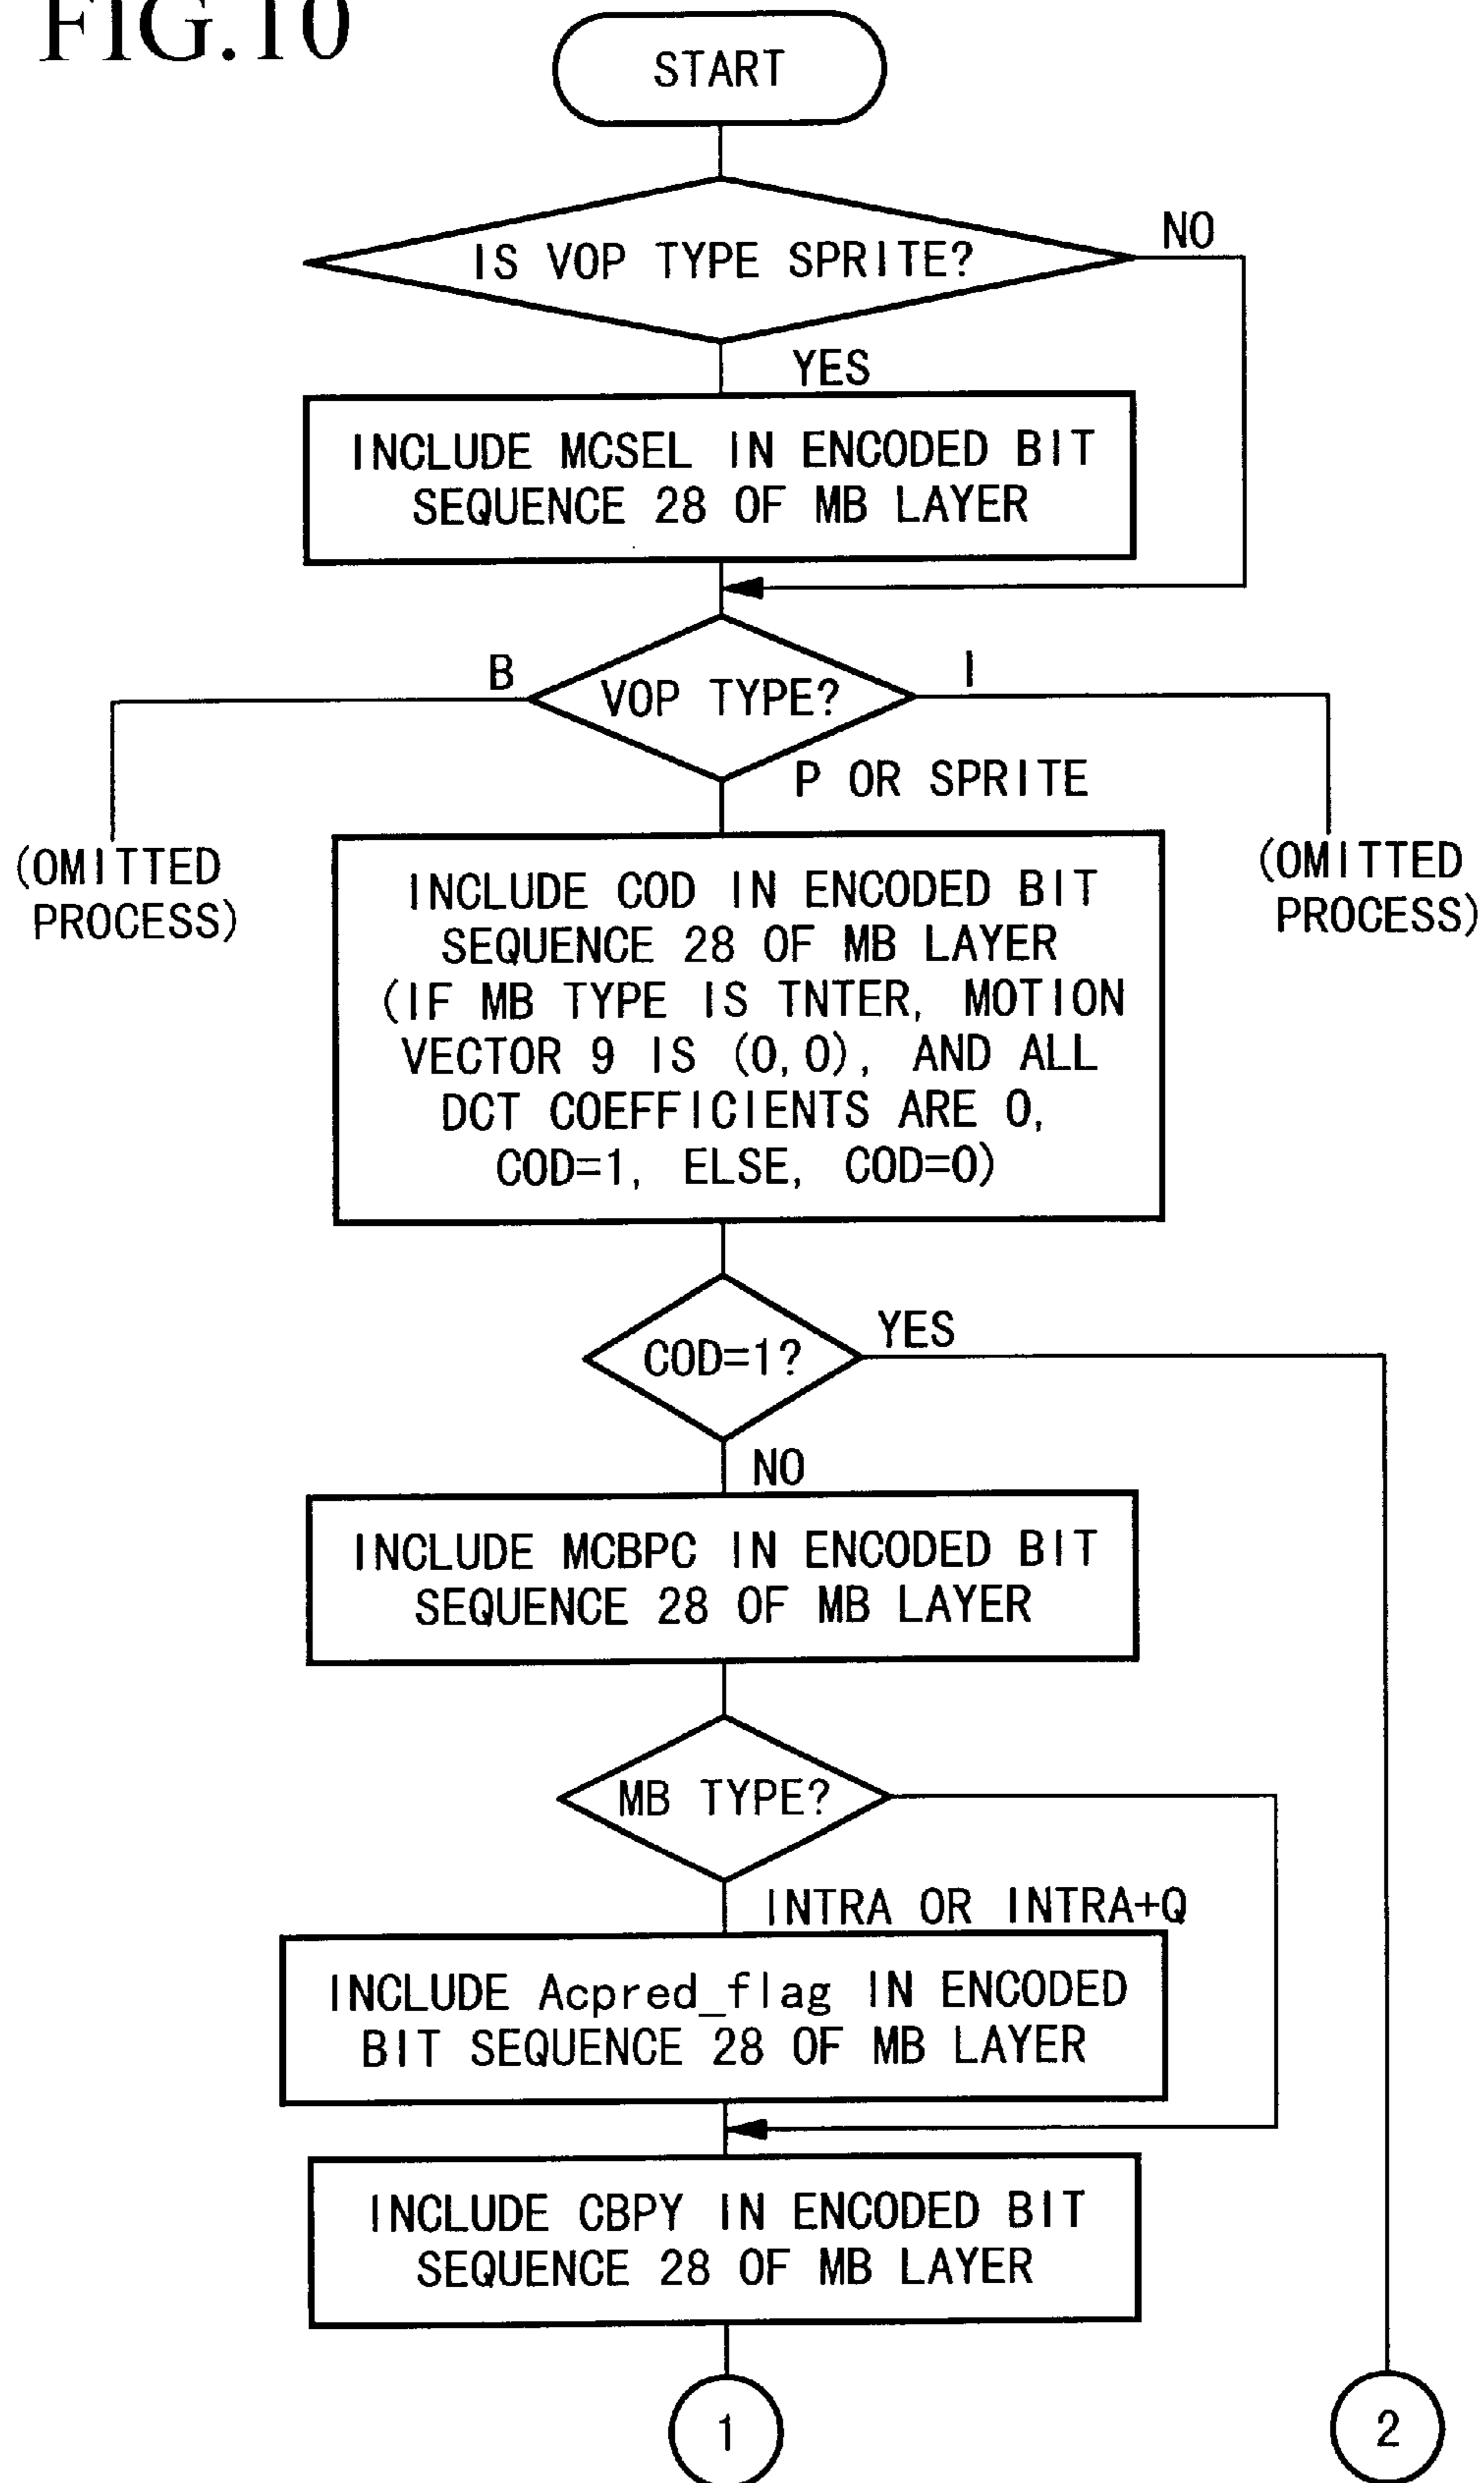 FIG.10
START
IS VOP TYPE SPRITE?
NO
YES
INCLUDE MCSEL IN ENCODED BIT
SEQUENCE 28 OF MB LAYER
B
VOP TYPE?
I
P OR SPRITE
(OMITTED
PROCESS)
(OMITTED
PROCESS)
INCLUDE COD IN ENCODED BIT
SEQUENCE 28 OF MB LAYER
(IF MB TYPE IS TNTER, MOTION
VECTOR 9 IS (0,0), AND ALL
DCT COEFFICIENTS ARE 0,
COD=1, ELSE, COD=0)
COD=1?
YES
NO
INCLUDE MCBPC IN ENCODED BIT
SEQUENCE 28 OF MB LAYER
MB TYPE?
INTRA OR INTRA+Q
INCLUDE Acpred_flag IN ENCODED
BIT SEQUENCE 28 OF MB LAYER
INCLUDE CBPY IN ENCODED BIT
SEQUENCE 28 OF MB LAYER
1
2